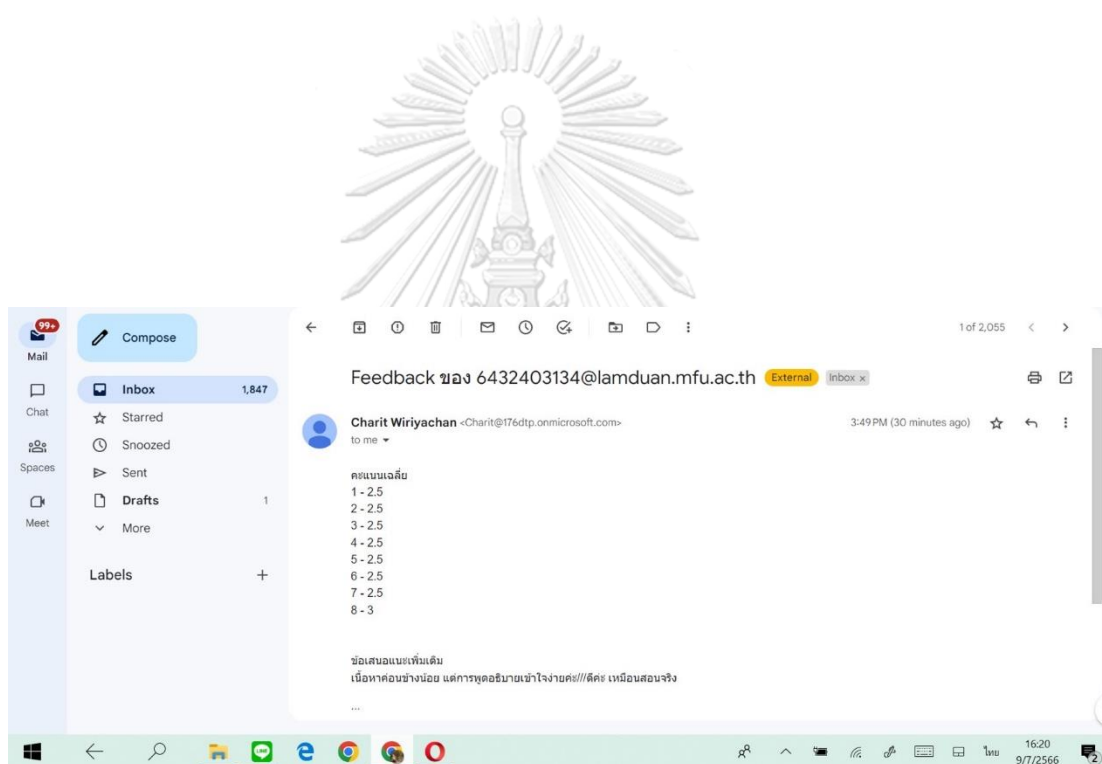 99+
Mail
Chat
Spaces
Meet
Compose
Inbox 1,847
Starred
Snoozed
Sent
Drafts 1
More
Labels +
1 of 2,055
Feedback ของ 6432403134@lamduan.mfu.ac.th External Inbox x
Charit Wiriyachan <Charit@176dtp.onmicrosoft.com> 3:49 PM (30 minutes ago)
to me
คะแนนเฉลี่ย
1 - 2.5
2 - 2.5
3 - 2.5
4 - 2.5
5 - 2.5
6 - 2.5
7 - 2.5
8 - 3
ข้อเสนอแนะเพิ่มเติม
เนื้อหาค่อนข้างน้อย แต่การพูดอธิบายเข้าใจง่ายค่ะ///ดีค่ะ เหมือนสอนจริง
...
LINE
ไทย
16:20
9/7/2566
2